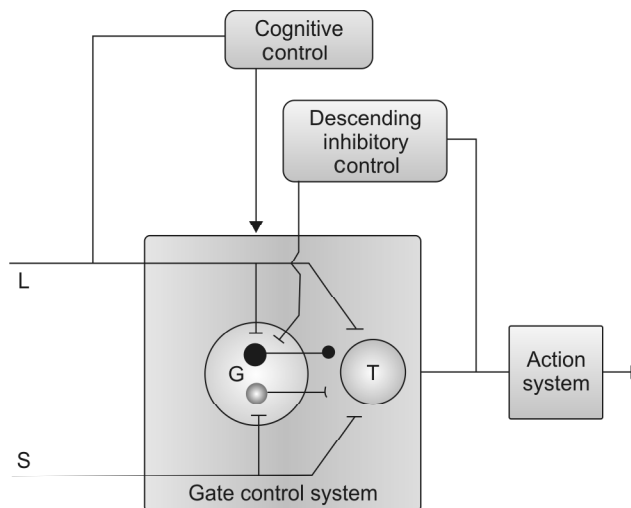 Cognitive
control
Descending
inhibitory
control
L
G
T
Action
system
S
Gate control system